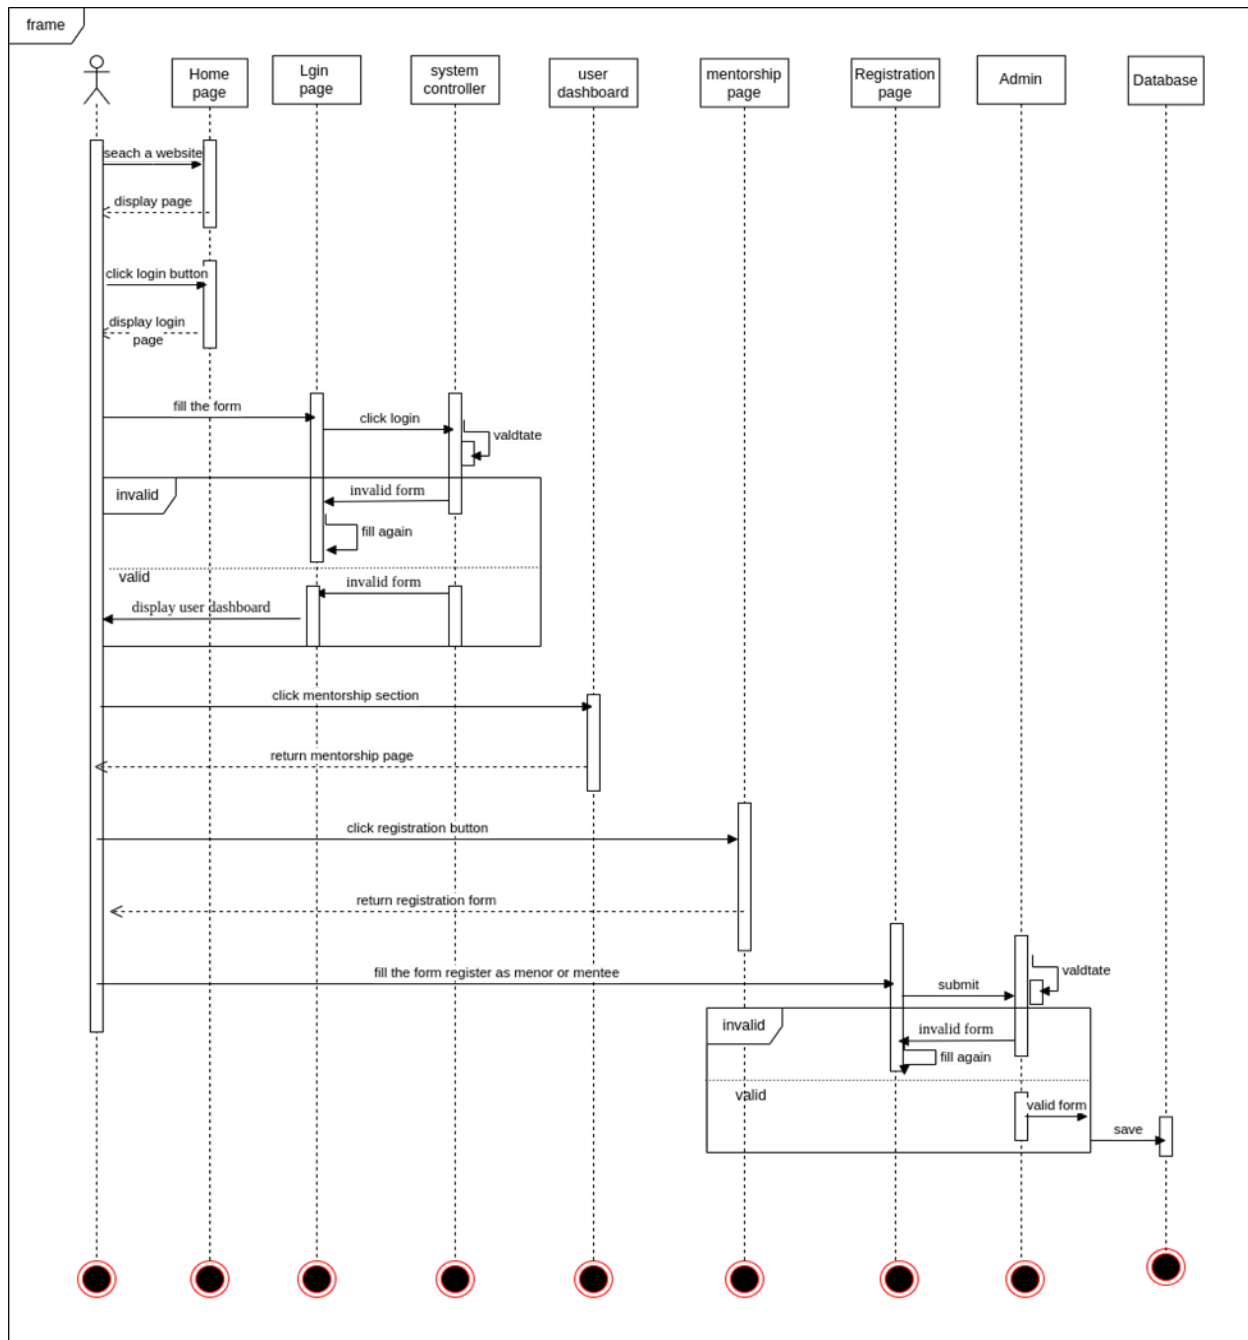 frame
Home
page
Lgin
page
system
controller
user
dashboard
mentorship
page
Registration
page
Admin
Database
seach a website
display page
click login button
display login
page
fill the form
click login
valdtate
invalid
invalid form
fill again
valid
invalid form
display user dashboard
click mentorship section
return mentorship page
click registration button
return registration form
fill the form register as menor or mentee
submit
valdtate
invalid
invalid form
fill again
valid
valid form
save